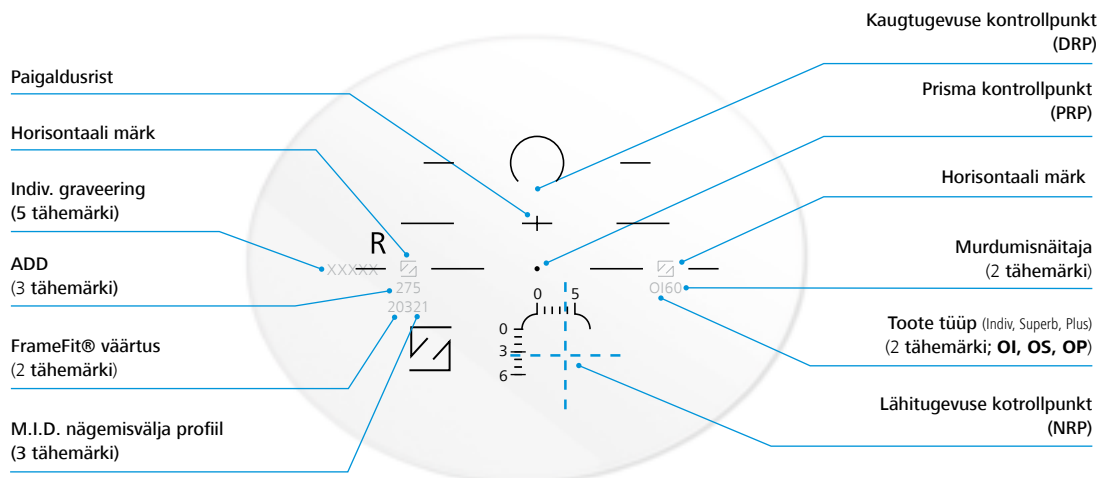 Paigaldusrist
Horisontaali märk
Indiv. graveering
(5 tähemärki)
ADD
(3 tähemärki)
FrameFit® väärtus
(2 tähemärki)
M.I.D. nägemisvälja profiil
(3 tähemärki)
R
XXXXX
275
20321
0 5
0
3
6
OI60
Kaugtugevuse kontrollpunkt
(DRP)
Prisma kontrollpunkt
(PRP)
Horisontaali märk
Murdumisnäitaja
(2 tähemärki)
Toote tüüp (Indiv, Superb, Plus)
(2 tähemärki; OI, OS, OP)
Lähitugevuse kotrollpunkt
(NRP)